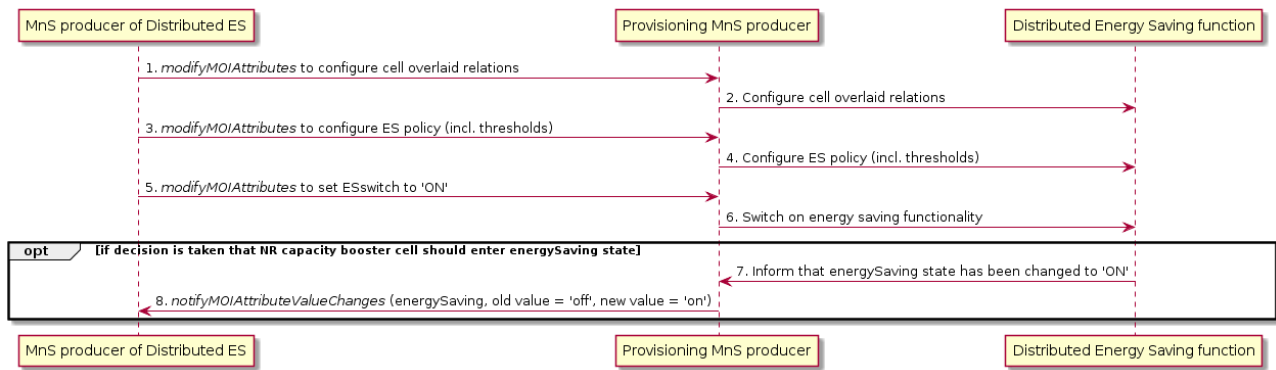 MnS producer of Distributed ES
Provisioning MnS producer
Distributed Energy Saving function
1. modifyMOIAttributes to configure cell overlaid relations
2. Configure cell overlaid relations
3. modifyMOIAttributes to configure ES policy (incl. thresholds)
4. Configure ES policy (incl. thresholds)
5. modifyMOIAttributes to set ESswitch to 'ON'
6. Switch on energy saving functionality
opt [if decision is taken that NR capacity booster cell should enter energySaving state]
7. Inform that energySaving state has been changed to 'ON'
8. notifyMOIAttributeValueChanges (energySaving, old value = 'off', new value = 'on')
MnS producer of Distributed ES
Provisioning MnS producer
Distributed Energy Saving function